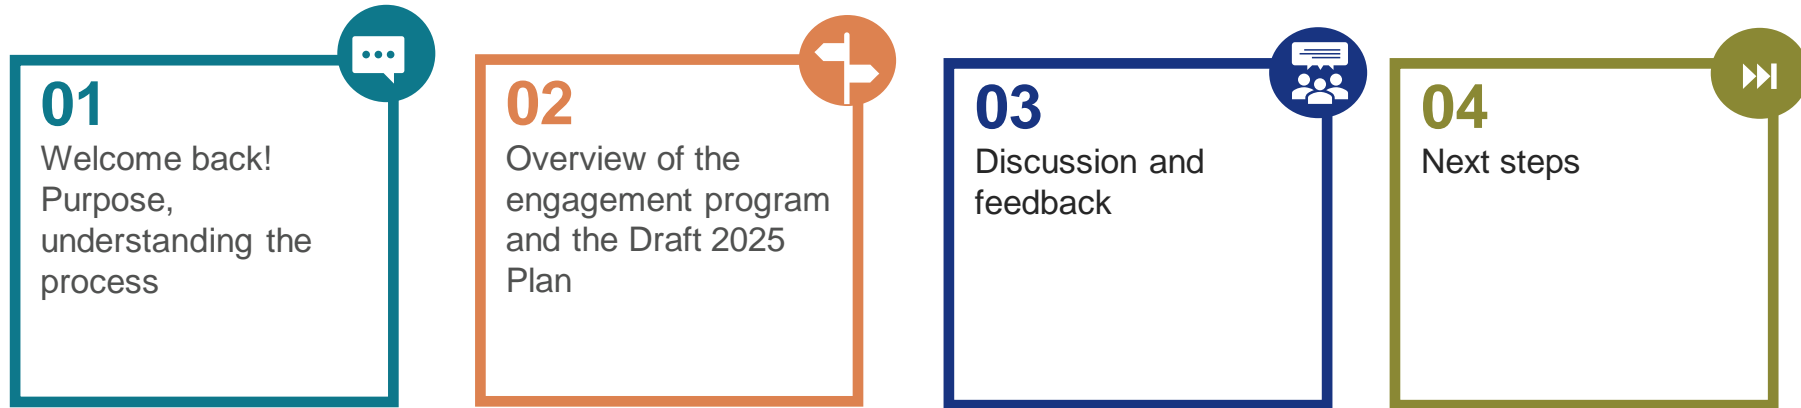 01
Welcome back!
Purpose,
understanding the
process
02
Overview of the
engagement program
and the Draft 2025
Plan
03
Discussion and
feedback
04
Next steps